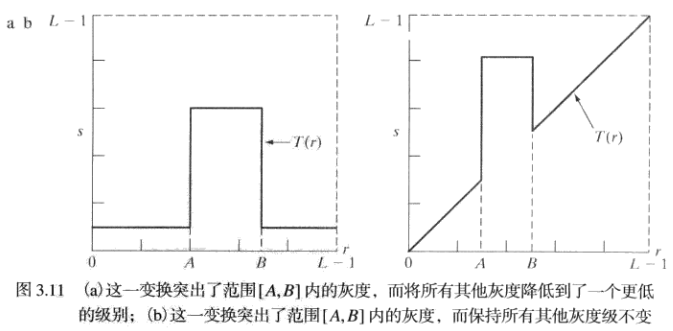 a b
L－1
s
T(r)
0
A
B
L－1
r
L－1
s
T(r)
0
A
B
L－1
r
图 3.11 (a)这一变换突出了范围[A,B]内的灰度，而将所有其他灰度降低到了一个更低
的级别；(b)这一变换突出了范围[A,B]内的灰度，而保持所有其他灰度级不变